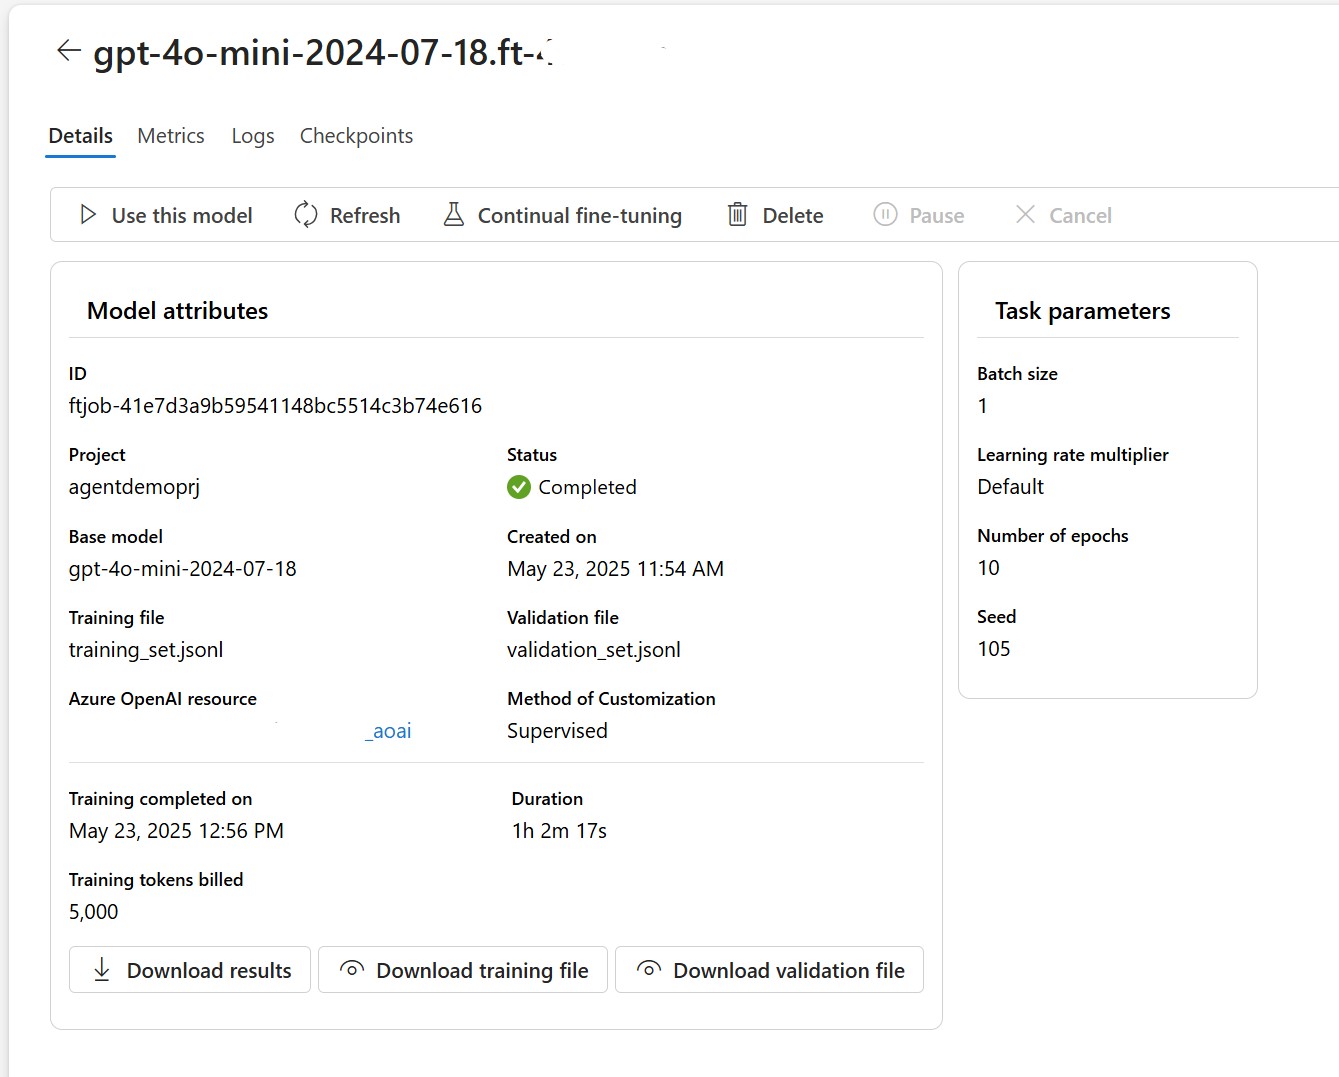 gpt-4o-mini-2024-07-18.ft-
Details Metrics Logs Checkpoints
Use this model Refresh Continual fine-tuning Delete Pause Cancel
Model attributes
ID
ftjob-41e7d3a9b59541148bc5514c3b74e616
Project Status
agentdemoprj Completed
Base model Created on
gpt-4o-mini-2024-07-18 May 23, 2025 11:54 AM
Training file Validation file
training_set.jsonl validation_set.jsonl
Azure OpenAI resource Method of Customization
_aoai Supervised
Training completed on Duration
May 23, 2025 12:56 PM 1h 2m 17s
Training tokens billed
5,000
Download results Download training file Download validation file
Task parameters
Batch size
1
Learning rate multiplier
Default
Number of epochs
10
Seed
105